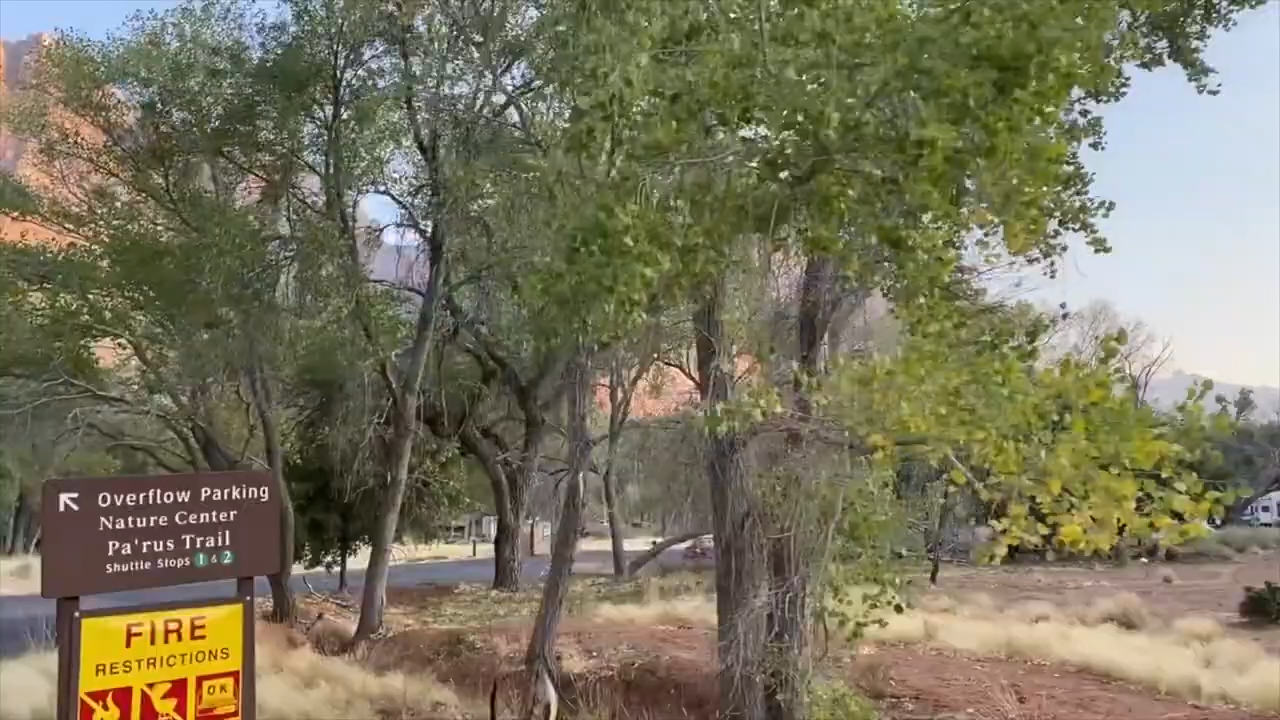 Overflow Parking
Nature Center
Pa'rus Trail
Shuttle Stops 1 & 2
FIRE
RESTRICTIONS
OK